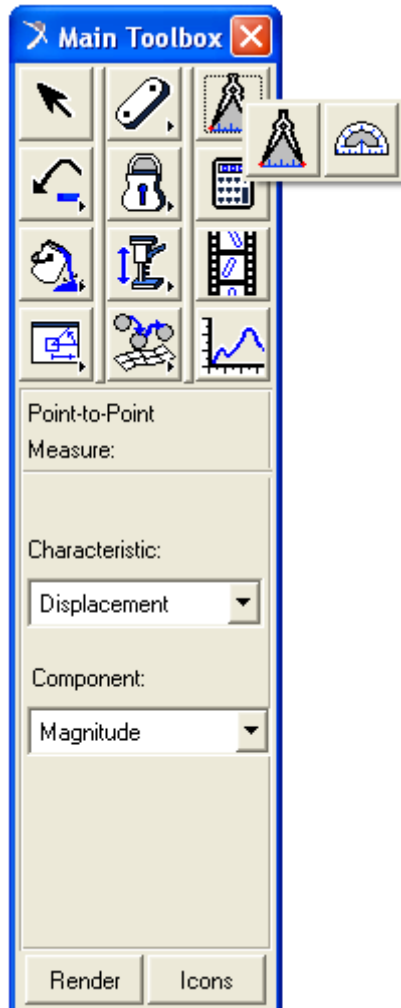 Main Toolbox
Point-to-Point
Measure:
Characteristic:
Displacement
Component:
Magnitude
Render
Icons